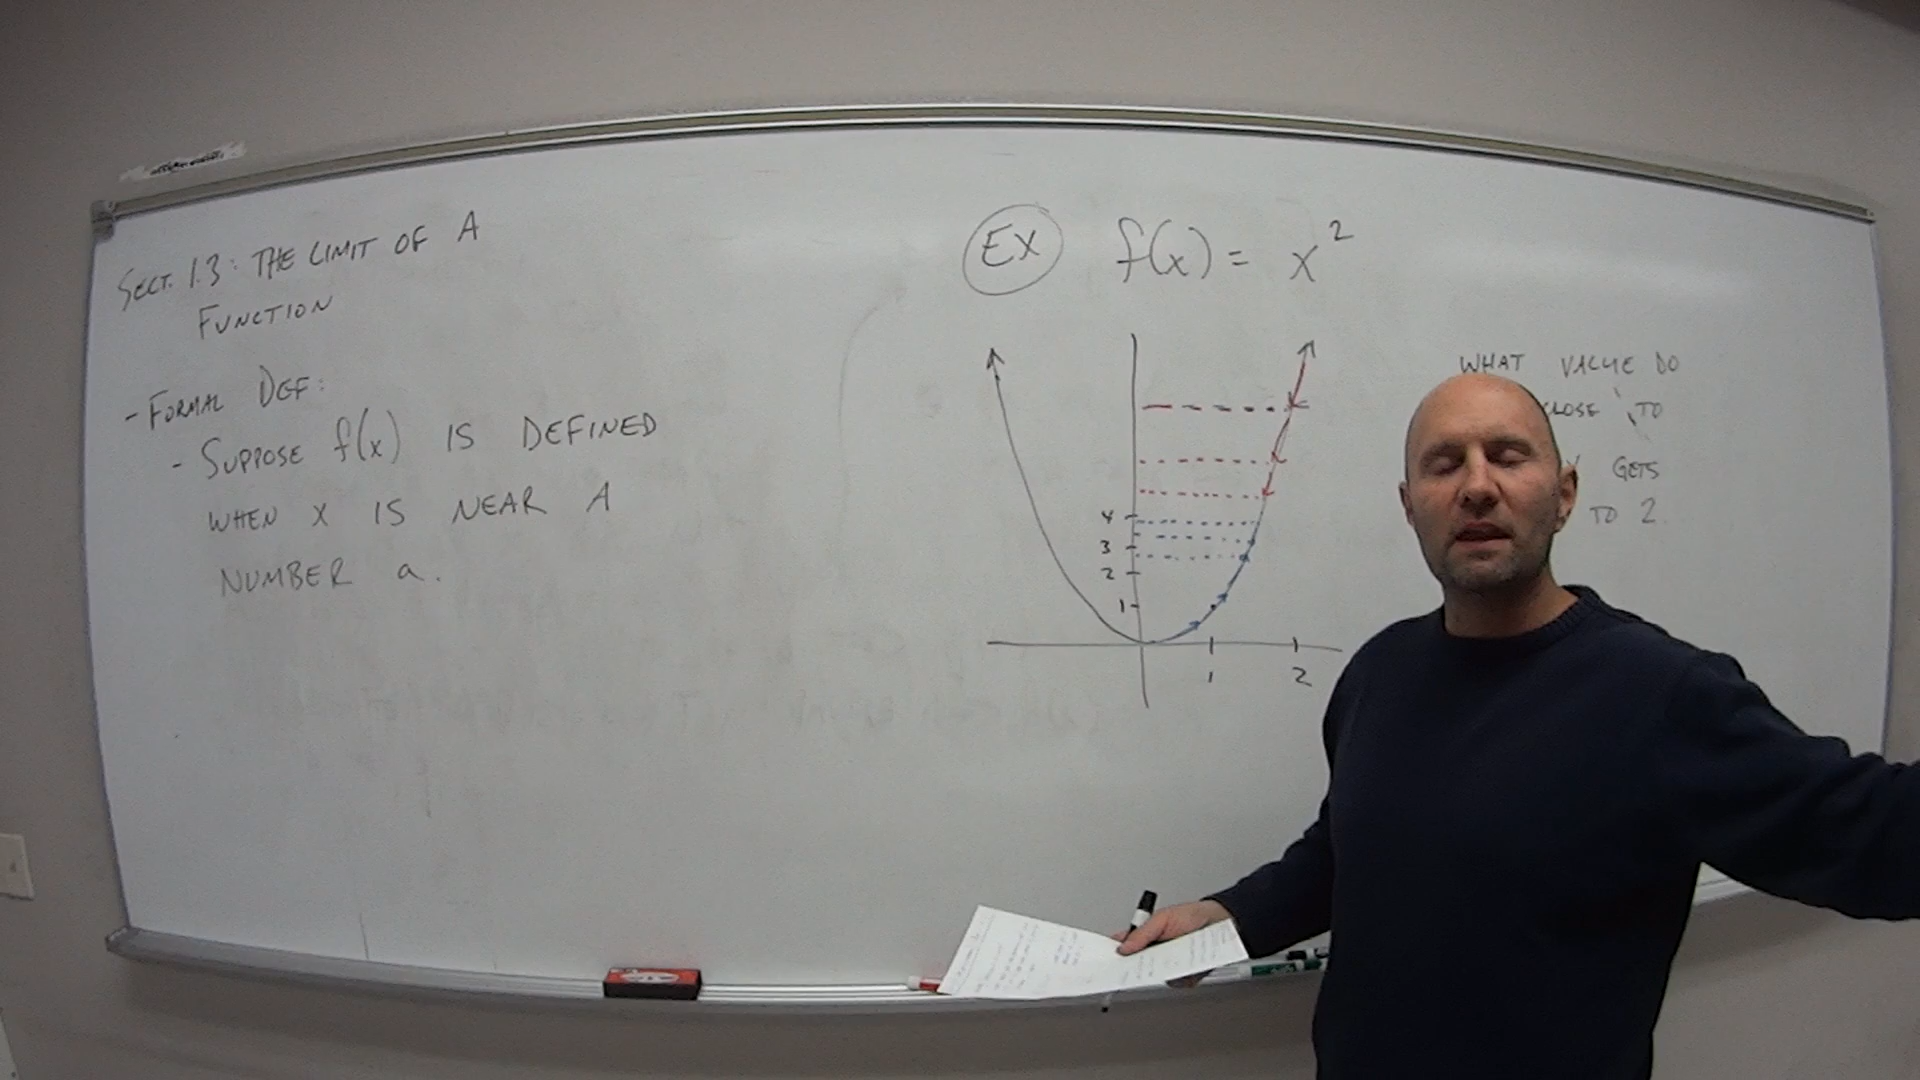 SECT. 1.3: THE LIMIT OF A
FUNCTION
- FORMAL DEF:
- SUPPOSE f(x) IS DEFINED
WHEN X IS NEAR A
NUMBER a.
EX f(x) = x²
4
3
2
1
1 2
WHAT VALUE DO
CLOSE TO
GETS
TO 2.